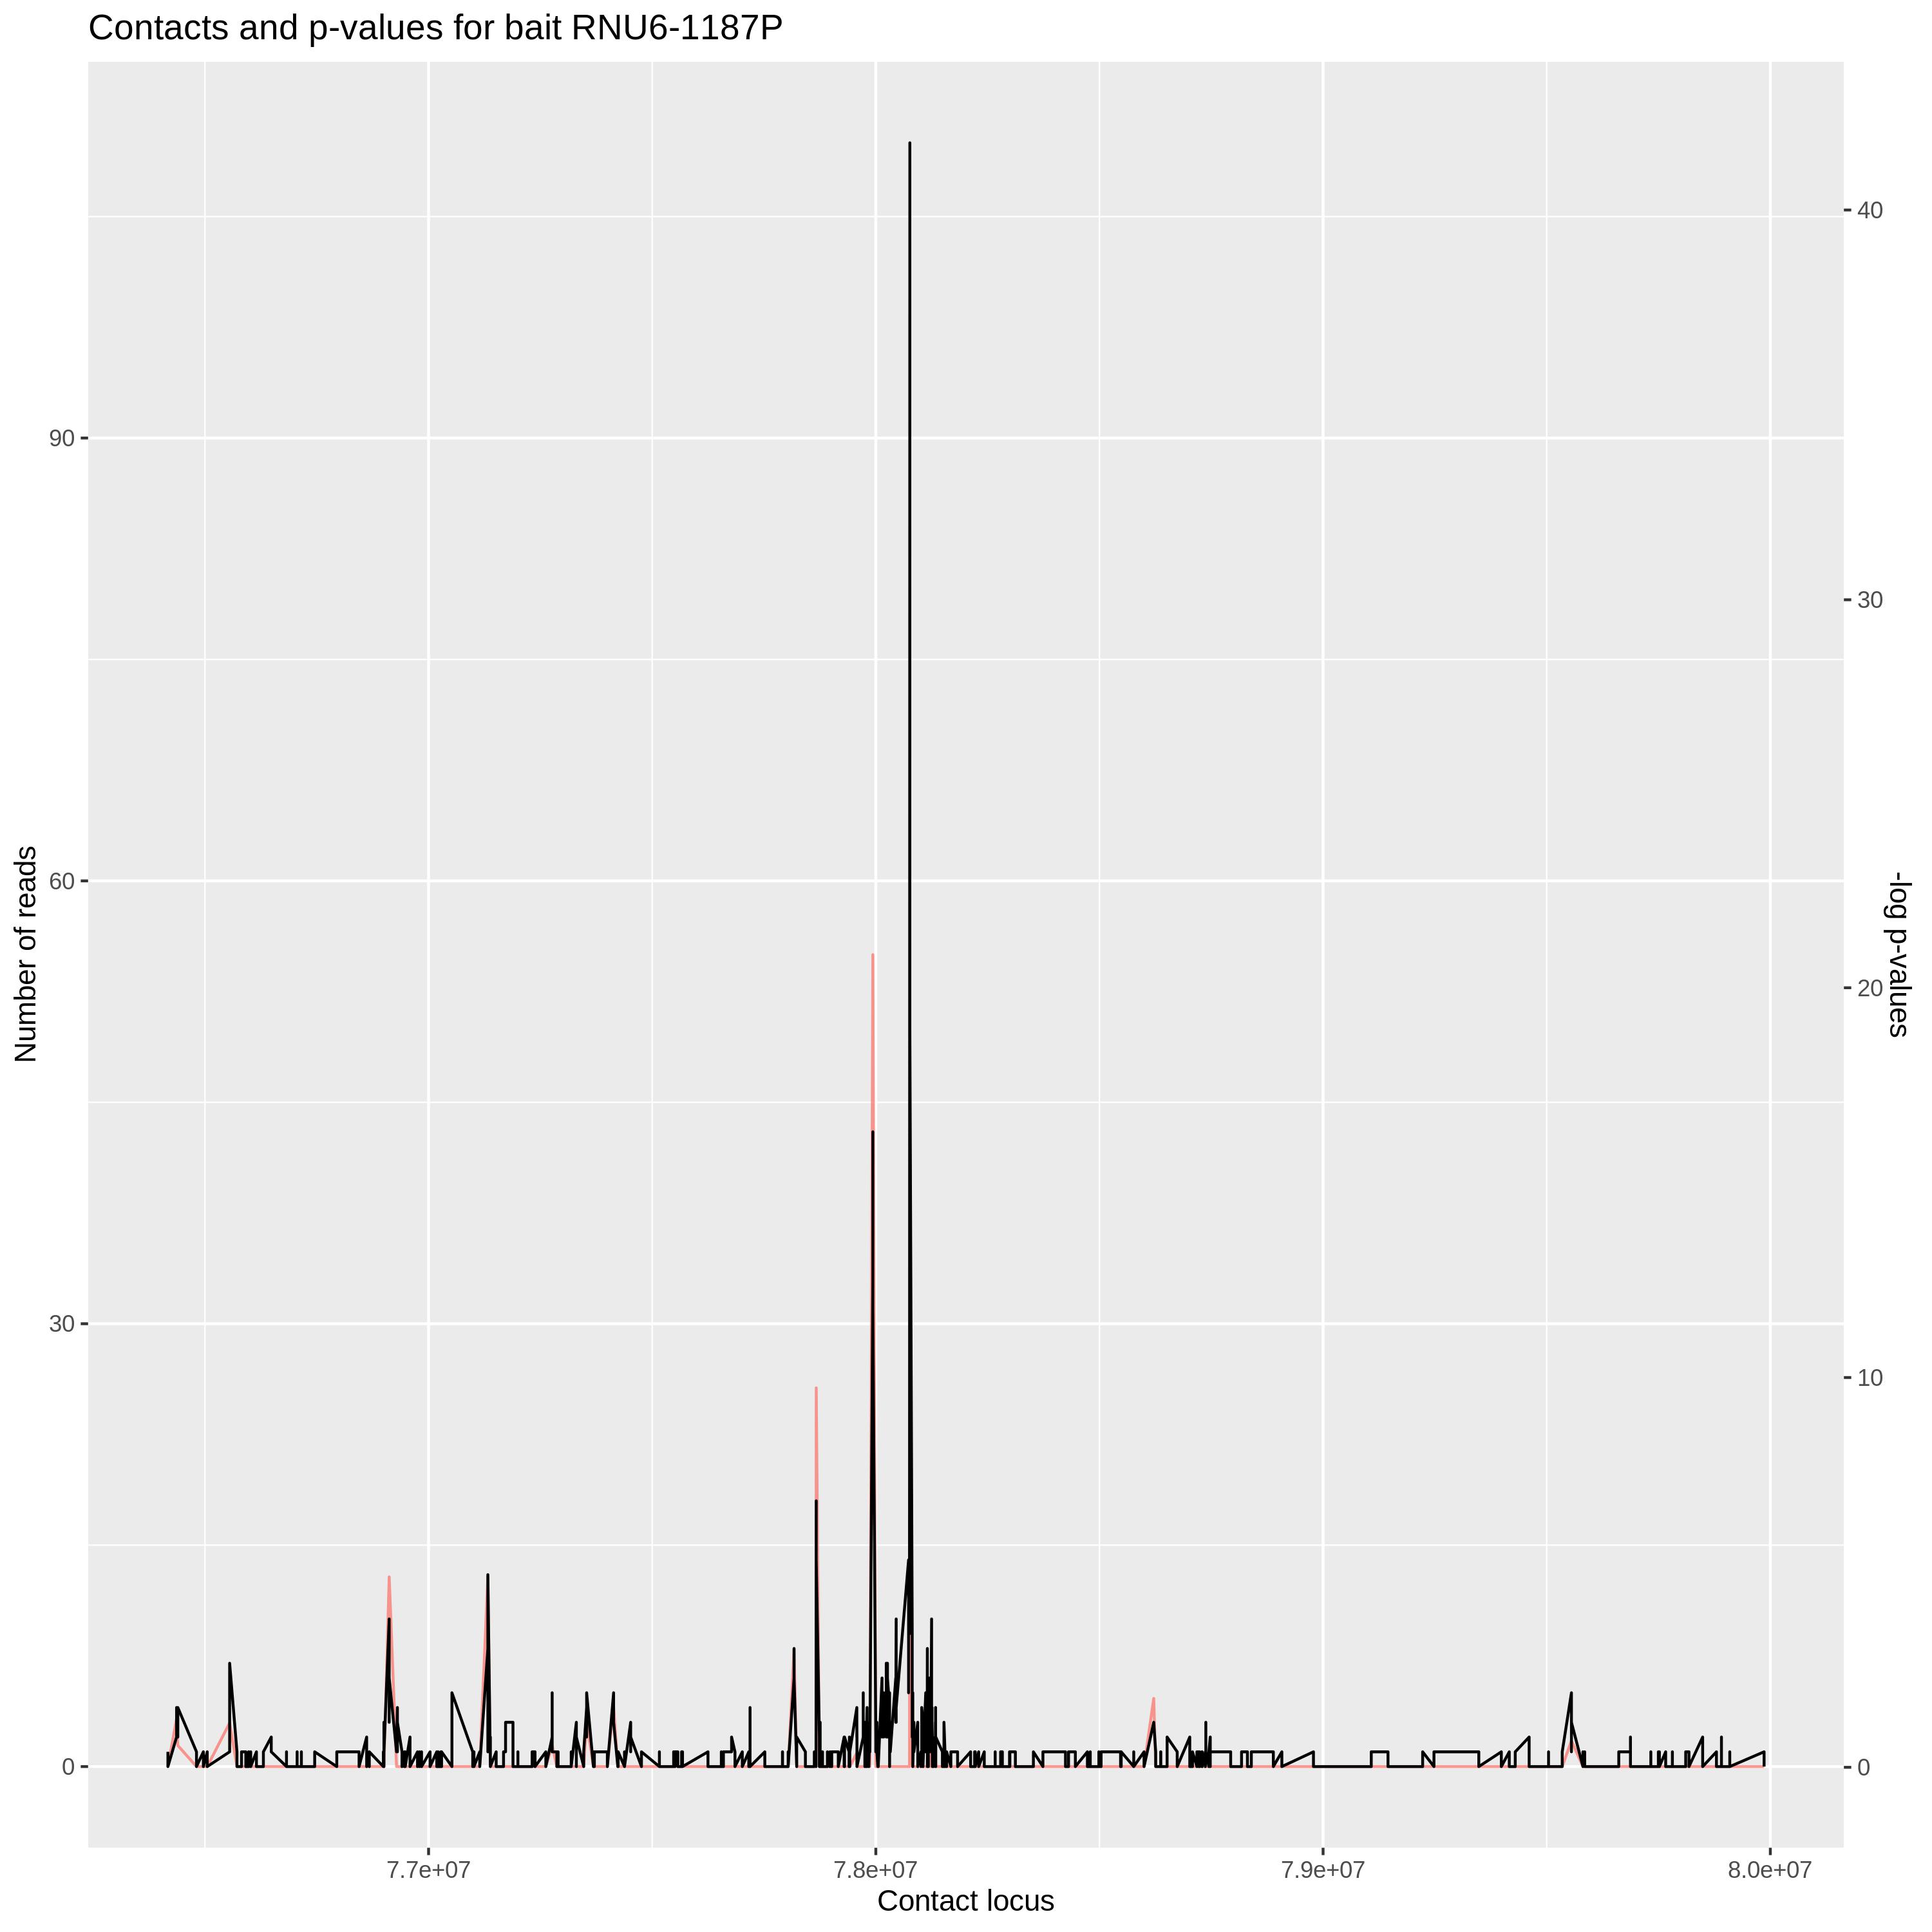 Contacts and p-values for bait RNU6-1187P
Number of reads
90
60
30
0
40
30
20
10
0
-log p-values
7.7e+07
7.8e+07
7.9e+07
8.0e+07
Contact locus